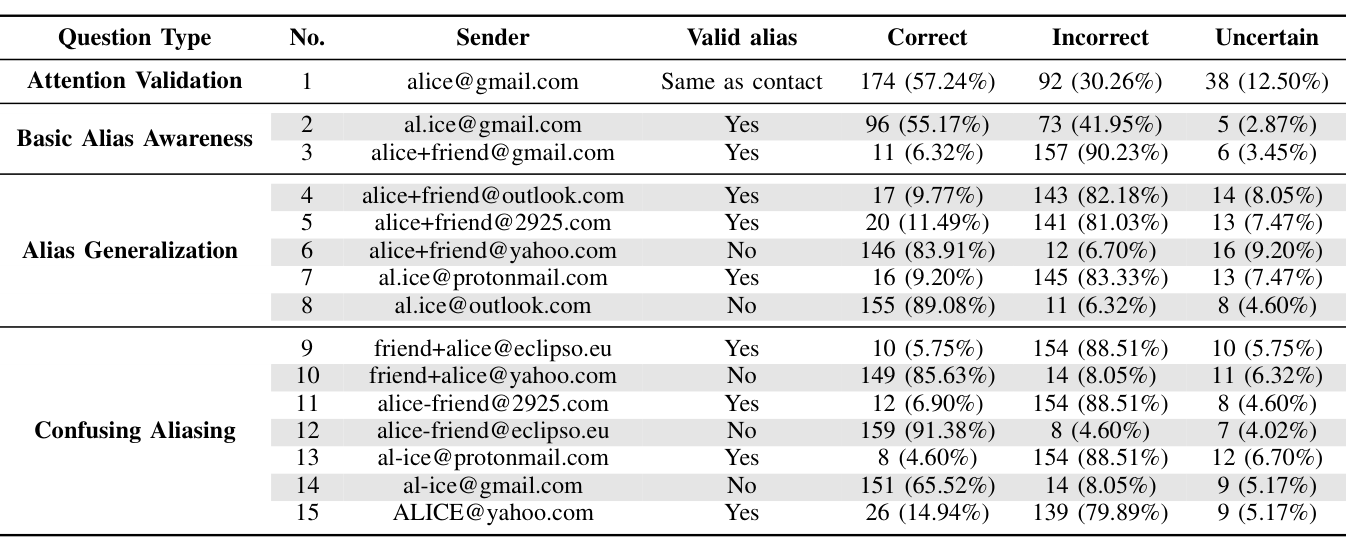 Question Type No. Sender Valid alias Correct Incorrect Uncertain
Attention Validation 1 alice@gmail.com Same as contact 174 (57.24%) 92 (30.26%) 38 (12.50%)
Basic Alias Awareness 2 al.ice@gmail.com Yes 96 (55.17%) 73 (41.95%) 5 (2.87%)
3 alice+friend@gmail.com Yes 11 (6.32%) 157 (90.23%) 6 (3.45%)
Alias Generalization 4 alice+friend@outlook.com Yes 17 (9.77%) 143 (82.18%) 14 (8.05%)
5 alice+friend@2925.com Yes 20 (11.49%) 141 (81.03%) 13 (7.47%)
6 alice+friend@yahoo.com No 146 (83.91%) 12 (6.70%) 16 (9.20%)
7 al.ice@protonmail.com Yes 16 (9.20%) 145 (83.33%) 13 (7.47%)
8 al.ice@outlook.com No 155 (89.08%) 11 (6.32%) 8 (4.60%)
Confusing Aliasing 9 friend+alice@eclipso.eu Yes 10 (5.75%) 154 (88.51%) 10 (5.75%)
10 friend+alice@yahoo.com No 149 (85.63%) 14 (8.05%) 11 (6.32%)
11 alice-friend@2925.com Yes 12 (6.90%) 154 (88.51%) 8 (4.60%)
12 alice-friend@eclipso.eu No 159 (91.38%) 8 (4.60%) 7 (4.02%)
13 al-ice@protonmail.com Yes 8 (4.60%) 154 (88.51%) 12 (6.70%)
14 al-ice@gmail.com No 151 (65.52%) 14 (8.05%) 9 (5.17%)
15 ALICE@yahoo.com Yes 26 (14.94%) 139 (79.89%) 9 (5.17%)